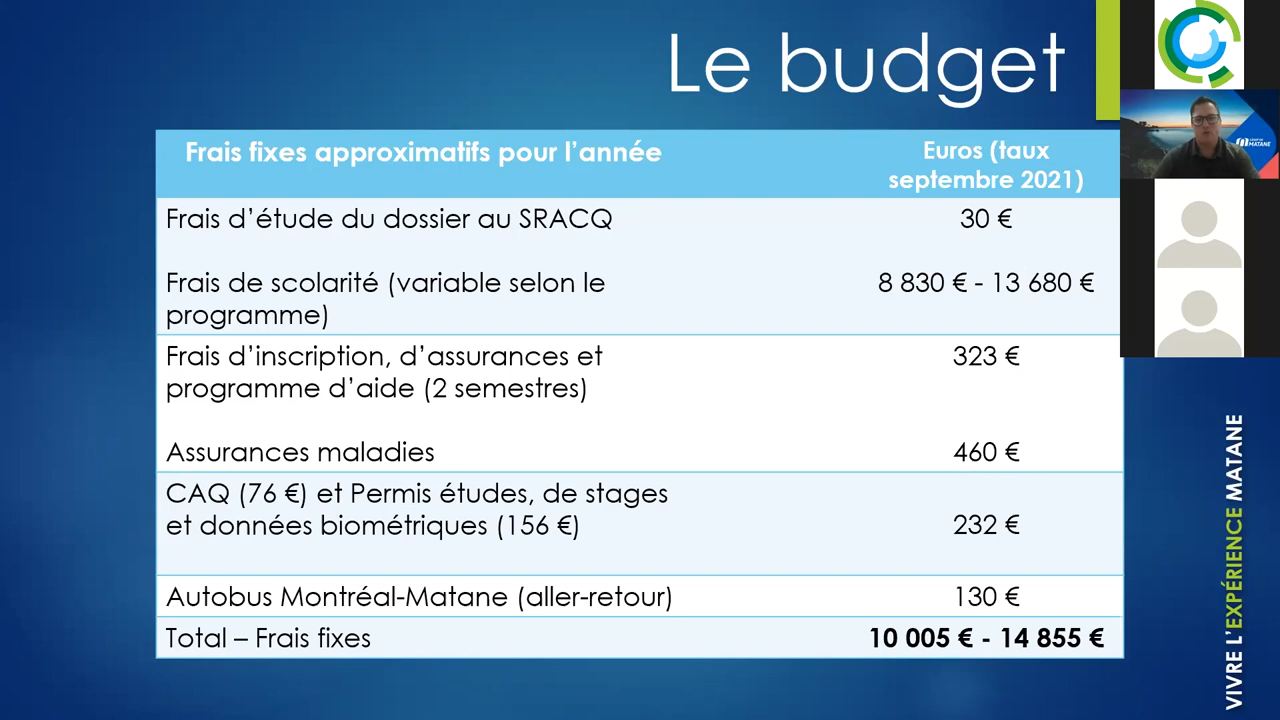 Le budget
Frais fixes approximatifs pour l’année
Euros (taux
septembre 2021)
Frais d’étude du dossier au SRACQ
30 €
Frais de scolarité (variable selon le
programme)
8 830 € - 13 680 €
Frais d’inscription, d’assurances et
programme d’aide (2 semestres)
323 €
Assurances maladies
460 €
CAQ (76 €) et Permis études, de stages
et données biométriques (156 €)
232 €
Autobus Montréal-Matane (aller-retour)
130 €
Total – Frais fixes
10 005 € - 14 855 €
MATANE
VIVRE L’EXPÉRIENCE MATANE